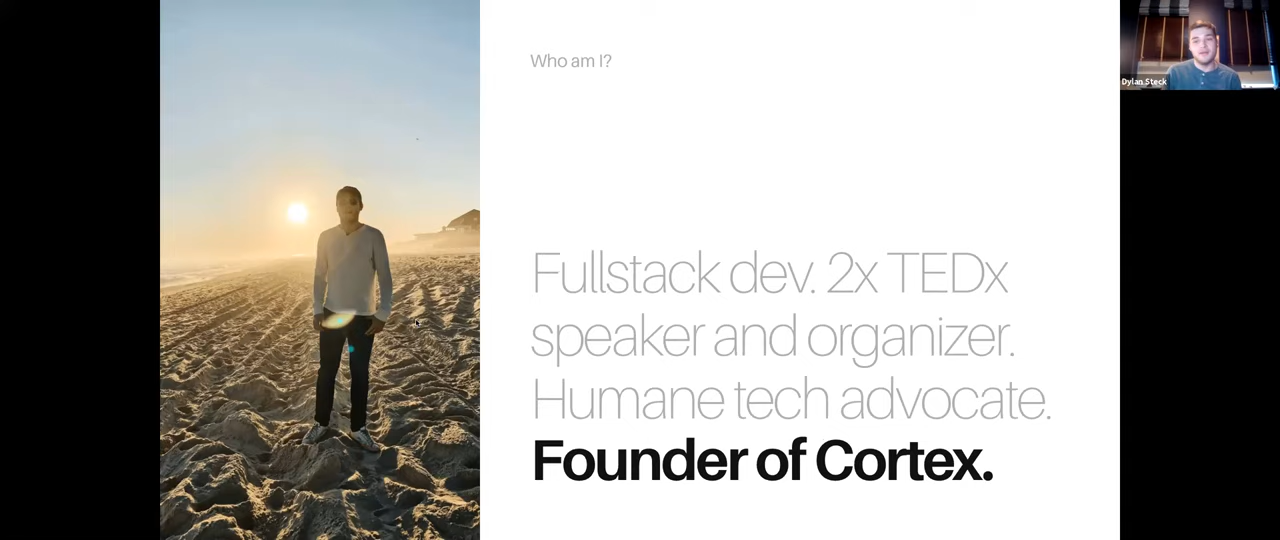 Who am I?
Fullstack dev. 2x TEDx
speaker and organizer.
Humane tech advocate.
Founder of Cortex.
Dylan Steck